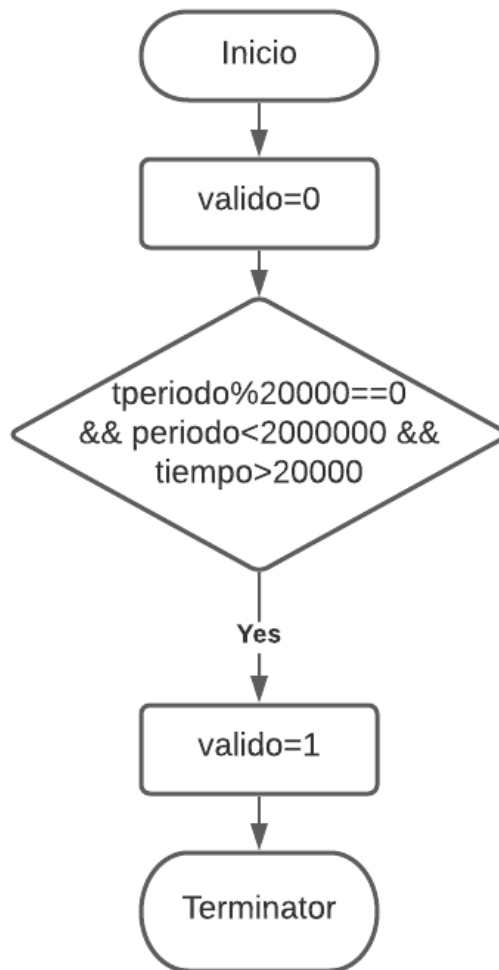 Inicio
valido=0
tperiodo%20000==0
&& periodo<2000000 &&
tiempo>20000
Yes
valido=1
Terminator